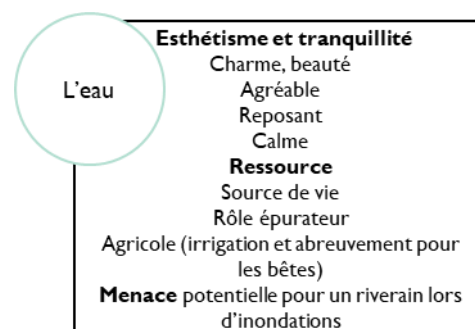 L'eau
Esthétisme et tranquillité
Charme, beauté
Agréable
Reposant
Calme
Ressource
Source de vie
Rôle épurateur
Agricole (irrigation et abreuvement pour
les bêtes)
Menace potentielle pour un riverain lors
d'inondations